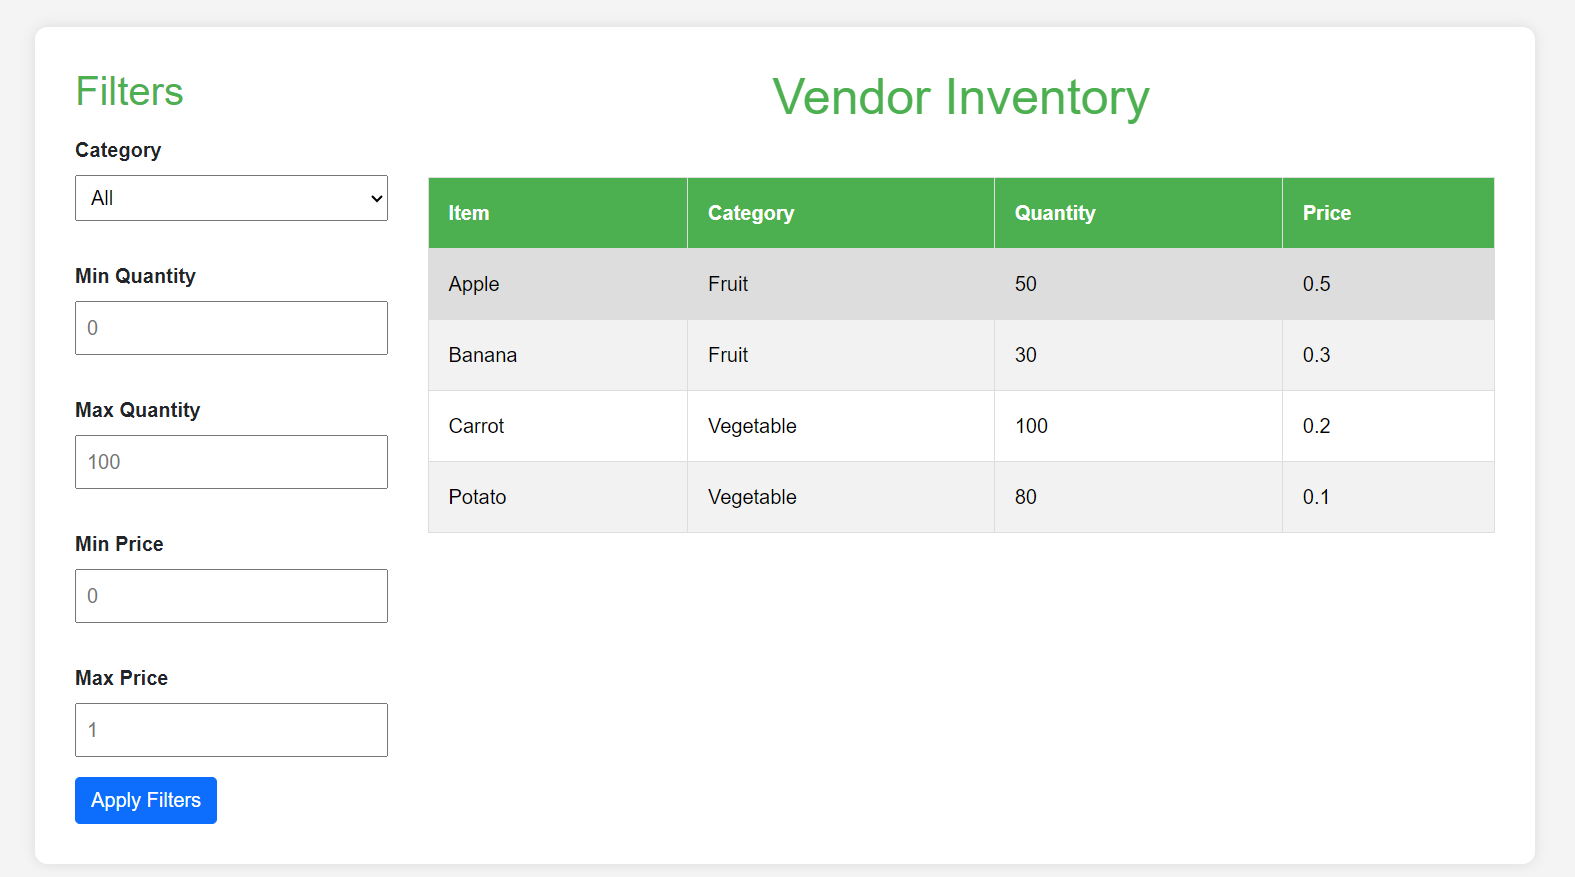 Filters
Category
All
Min Quantity
0
Max Quantity
100
Min Price
0
Max Price
1
Apply Filters
Vendor Inventory
Item Category Quantity Price
Apple Fruit 50 0.5
Banana Fruit 30 0.3
Carrot Vegetable 100 0.2
Potato Vegetable 80 0.1